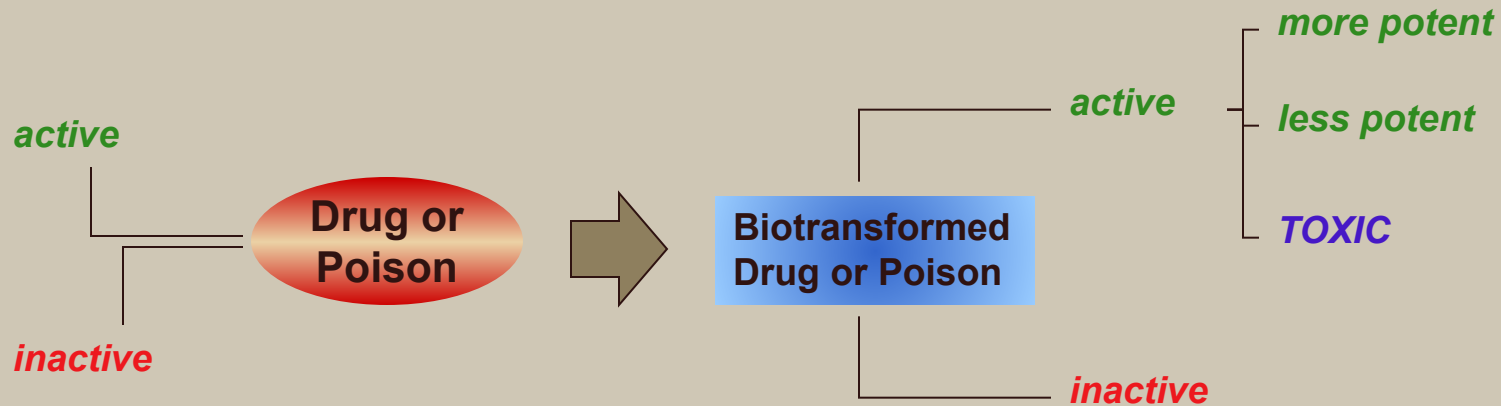 active
inactive
Drug or
Poison
Biotransformed
Drug or Poison
active
inactive
more potent
less potent
TOXIC